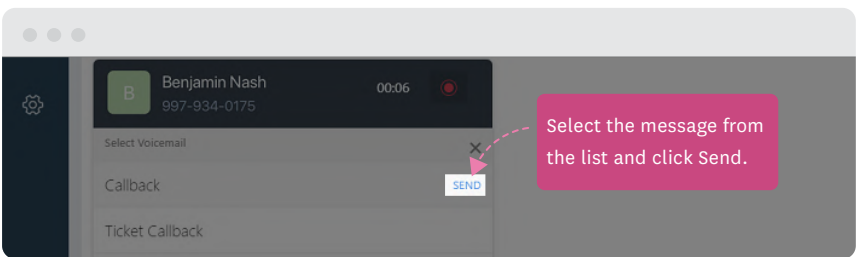 B
Benjamin Nash
00:06
997-934-0175
Select Voicemail
Callback
SEND
Ticket Callback
Select the message from
the list and click Send.